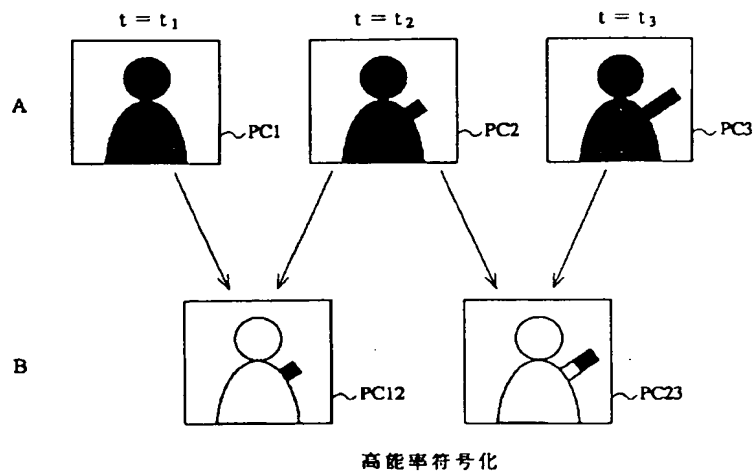 t = t₁ t = t₂ t = t₃
A PC1 PC2 PC3
B PC12 PC23
高能率符号化